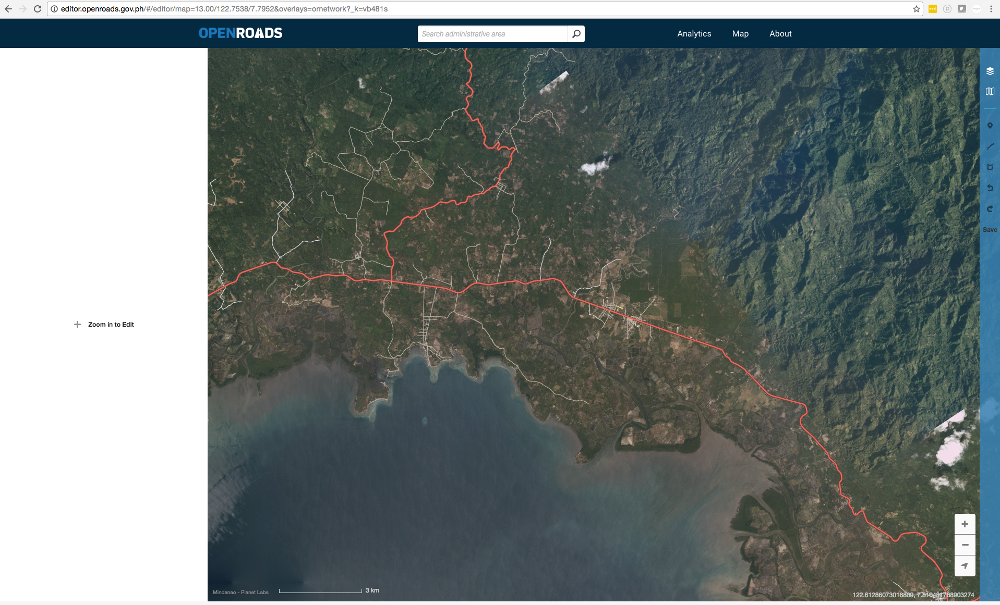 editor.openroads.gov.ph/#/editor/map=13.00/122.7538/7.7952&overlays=ornetwork?_k=vb481s
OPENROADS
Search administrative area
Analytics
Map
About
Save
Zoom in to Edit
Mindanao - Planet Labs
3 km